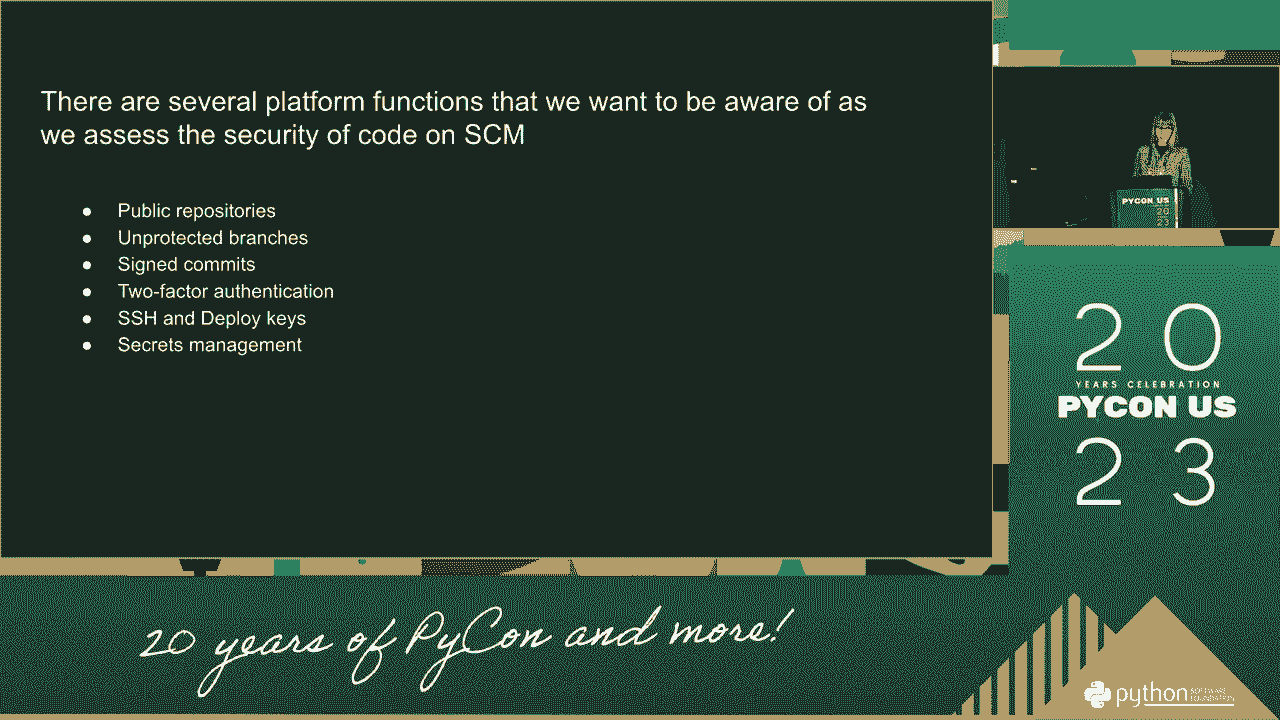 There are several platform functions that we want to be aware of as
we assess the security of code on SCM
● Public repositories
● Unprotected branches
● Signed commits
● Two-factor authentication
● SSH and Deploy keys
● Secrets management
PYCON US
20
23
20
YEARS CELEBRATION
PYCON US
23
20 years of PyCon and more!
python
SOFTWARE
FOUNDATION